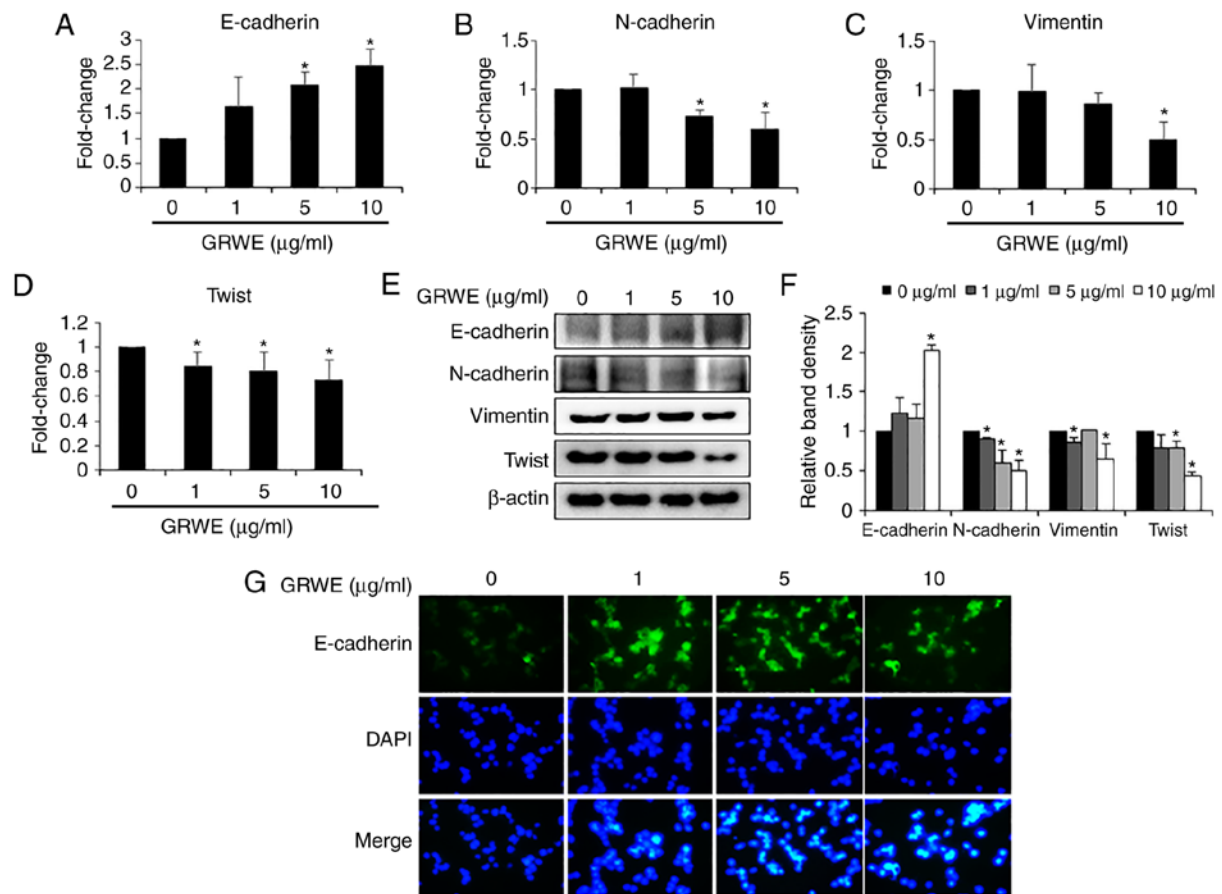 A
E-cadherin
Fold-change
3
2.5
2
1.5
1
0.5
0
*
*
0 1 5 10
GRWE (μg/ml)
B
N-cadherin
Fold-change
1.5
1
0.5
0
*
*
0 1 5 10
GRWE (μg/ml)
C
Vimentin
Fold-change
1.5
1
0.5
0
*
0 1 5 10
GRWE (μg/ml)
D
Twist
Fold-change
1.2
1
0.8
0.6
0.4
0.2
0
*
*
*
0 1 5 10
GRWE (μg/ml)
E
GRWE (μg/ml) 0 1 5 10
E-cadherin
N-cadherin
Vimentin
Twist
β-actin
F
0 μg/ml 1 μg/ml 5 μg/ml 10 μg/ml
Relative band density
2.5
2
1.5
1
0.5
0
*
*
*
*
*
*
*
*
E-cadherin N-cadherin Vimentin Twist
G
GRWE (μg/ml) 0 1 5 10
E-cadherin
DAPI
Merge